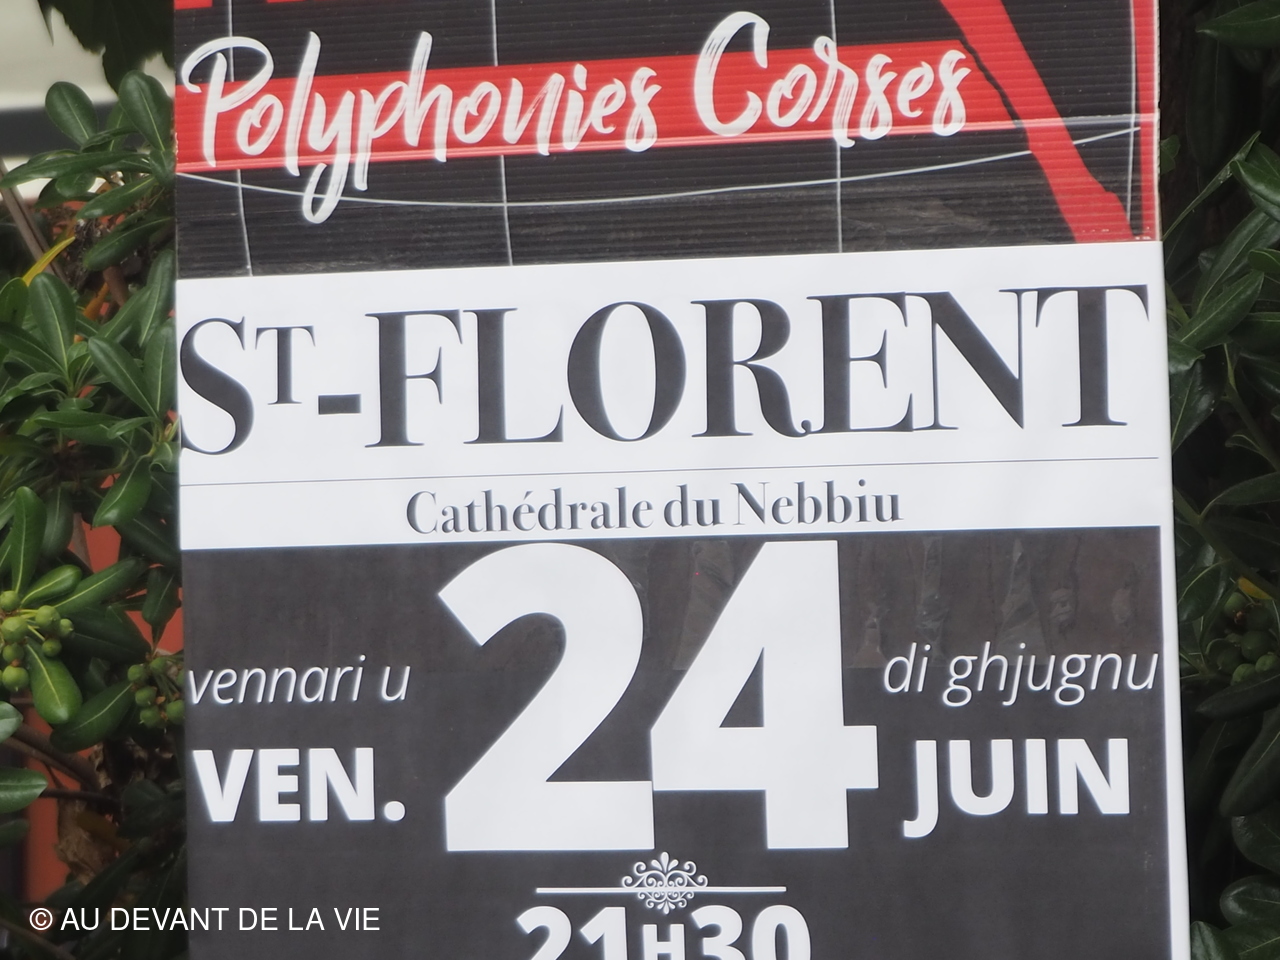 Polyphonies Corses
ST-FLORENT
Cathédrale du Nebbiu
vennari u 24 di ghjugnu
VEN. JUIN
21H30
© AU DEVANT DE LA VIE